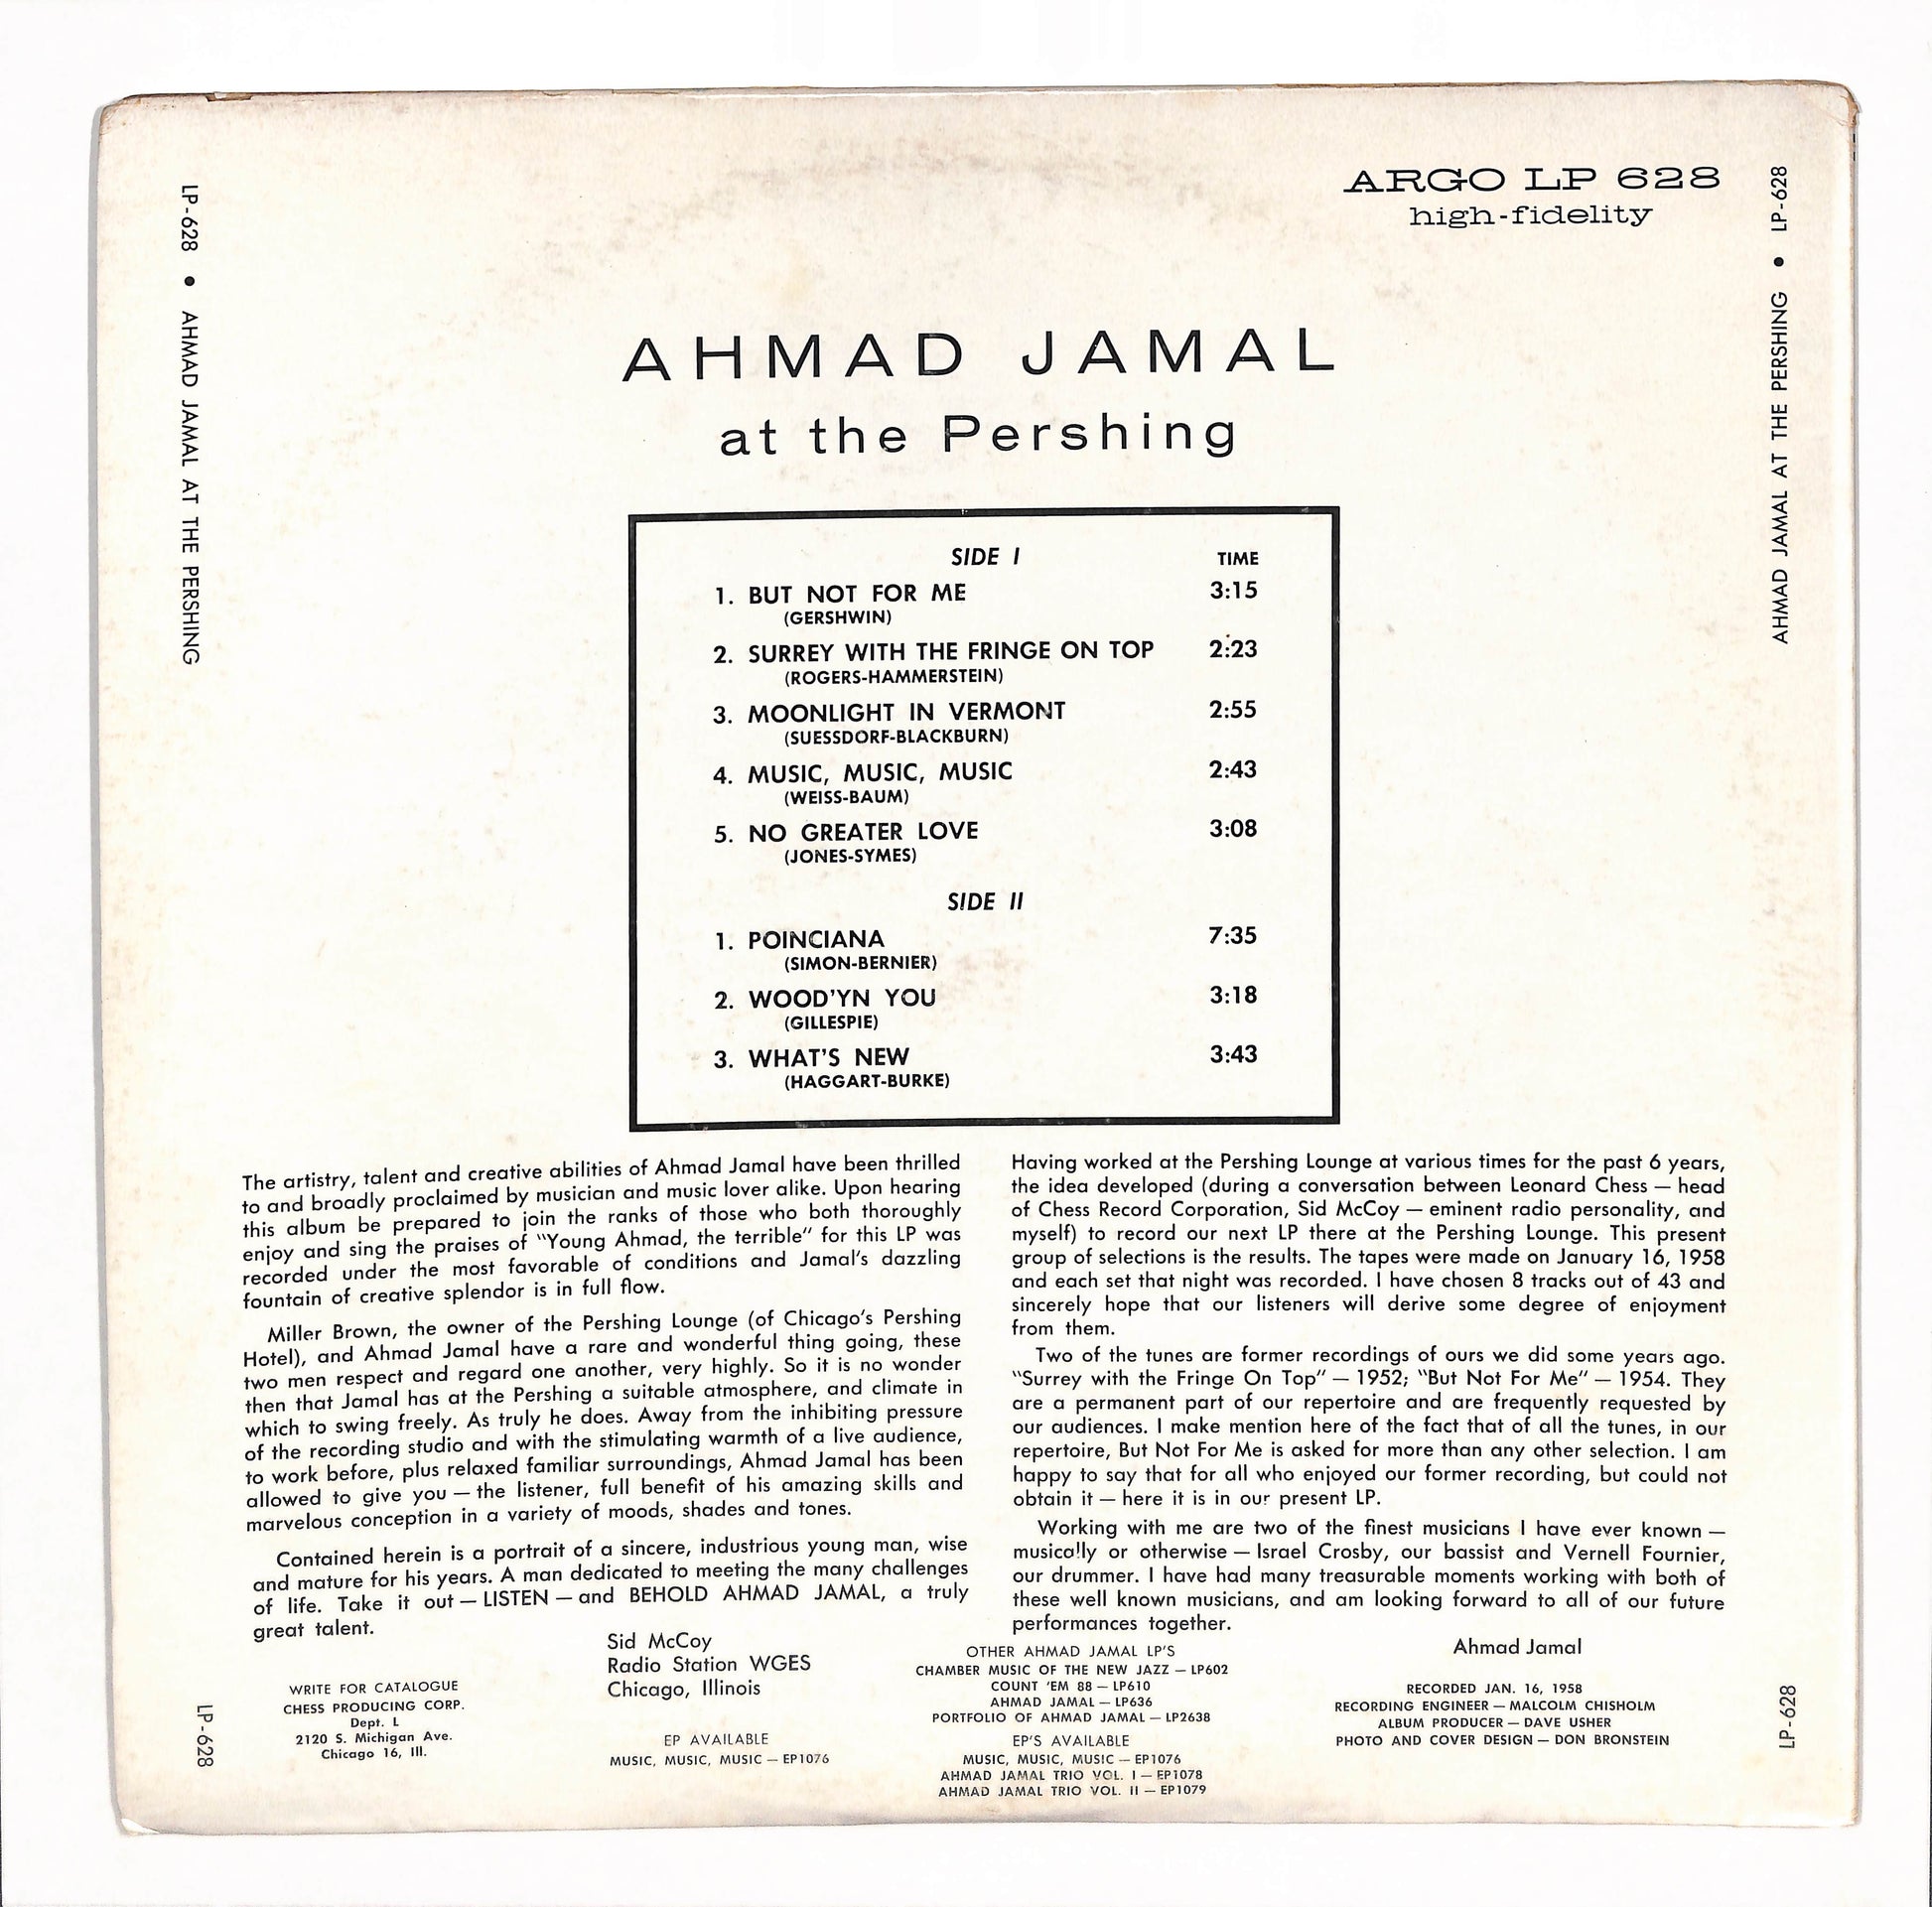 ARGO LP 628
high-fidelity
LP-628 • AHMAD JAMAL AT THE PERSHING
LP-628 • AHMAD JAMAL AT THE PERSHING
AHMAD JAMAL
at the Pershing
SIDE I TIME
1. BUT NOT FOR ME 3:15
(GERSHWIN)
2. SURREY WITH THE FRINGE ON TOP 2:23
(ROGERS-HAMMERSTEIN)
3. MOONLIGHT IN VERMONT 2:55
(SUESSDORF-BLACKBURN)
4. MUSIC, MUSIC, MUSIC 2:43
(WEISS-BAUM)
5. NO GREATER LOVE 3:08
(JONES-SYMES)
SIDE II
1. POINCIANA 7:35
(SIMON-BERNIER)
2. WOOD'YN YOU 3:18
(GILLESPIE)
3. WHAT'S NEW 3:43
(HAGGART-BURKE)
The artistry, talent and creative abilities of Ahmad Jamal have been thrilled
to and broadly proclaimed by musician and music lover alike. Upon hearing
this album be prepared to join the ranks of those who both thoroughly
enjoy and sing the praises of "Young Ahmad, the terrible" for this LP was
recorded under the most favorable of conditions and Jamal's dazzling
fountain of creative splendor is in full flow.
Miller Brown, the owner of the Pershing Lounge (of Chicago's Pershing
Hotel), and Ahmad Jamal have a rare and wonderful thing going, these
two men respect and regard one another, very highly. So it is no wonder
then that Jamal has at the Pershing a suitable atmosphere, and climate in
which to swing freely. As truly he does. Away from the inhibiting pressure
of the recording studio and with the stimulating warmth of a live audience,
to work before, plus relaxed familiar surroundings, Ahmad Jamal has been
allowed to give you — the listener, full benefit of his amazing skills and
marvelous conception in a variety of moods, shades and tones.
Contained herein is a portrait of a sincere, industrious young man, wise
and mature for his years. A man dedicated to meeting the many challenges
of life. Take it out — LISTEN — and BEHOLD AHMAD JAMAL, a truly
great talent.
Sid McCoy
Radio Station WGES
Chicago, Illinois
Having worked at the Pershing Lounge at various times for the past 6 years,
the idea developed (during a conversation between Leonard Chess — head
of Chess Record Corporation, Sid McCoy — eminent radio personality, and
myself) to record our next LP there at the Pershing Lounge. This present
group of selections is the results. The tapes were made on January 16, 1958
and each set that night was recorded. I have chosen 8 tracks out of 43 and
sincerely hope that our listeners will derive some degree of enjoyment
from them.
Two of the tunes are former recordings of ours we did some years ago.
"Surrey with the Fringe On Top" — 1952; "But Not For Me" — 1954. They
are a permanent part of our repertoire and are frequently requested by
our audiences. I make mention here of the fact that of all the tunes, in our
repertoire, But Not For Me is asked for more than any other selection. I am
happy to say that for all who enjoyed our former recording, but could not
obtain it — here it is in our present LP.
Working with me are two of the finest musicians I have ever known —
musically or otherwise — Israel Crosby, our bassist and Vernell Fournier,
our drummer. I have had many treasurable moments working with both of
these well known musicians, and am looking forward to all of our future
performances together.
Ahmad Jamal
WRITE FOR CATALOGUE
CHESS PRODUCING CORP.
Dept. L
2120 S. Michigan Ave.
Chicago 16, Ill.
EP AVAILABLE
MUSIC, MUSIC, MUSIC — EP1076
OTHER AHMAD JAMAL LP'S
CHAMBER MUSIC OF THE NEW JAZZ — LP602
COUNT 'EM 88 — LP610
AHMAD JAMAL — LP636
PORTFOLIO OF AHMAD JAMAL — LP2638
EP'S AVAILABLE
MUSIC, MUSIC, MUSIC — EP1076
AHMAD JAMAL TRIO VOL. I — EP1078
AHMAD JAMAL TRIO VOL. II — EP1079
RECORDED JAN. 16, 1958
RECORDING ENGINEER — MALCOLM CHISHOLM
ALBUM PRODUCER — DAVE USHER
PHOTO AND COVER DESIGN — DON BRONSTEIN
LP-628
LP-628